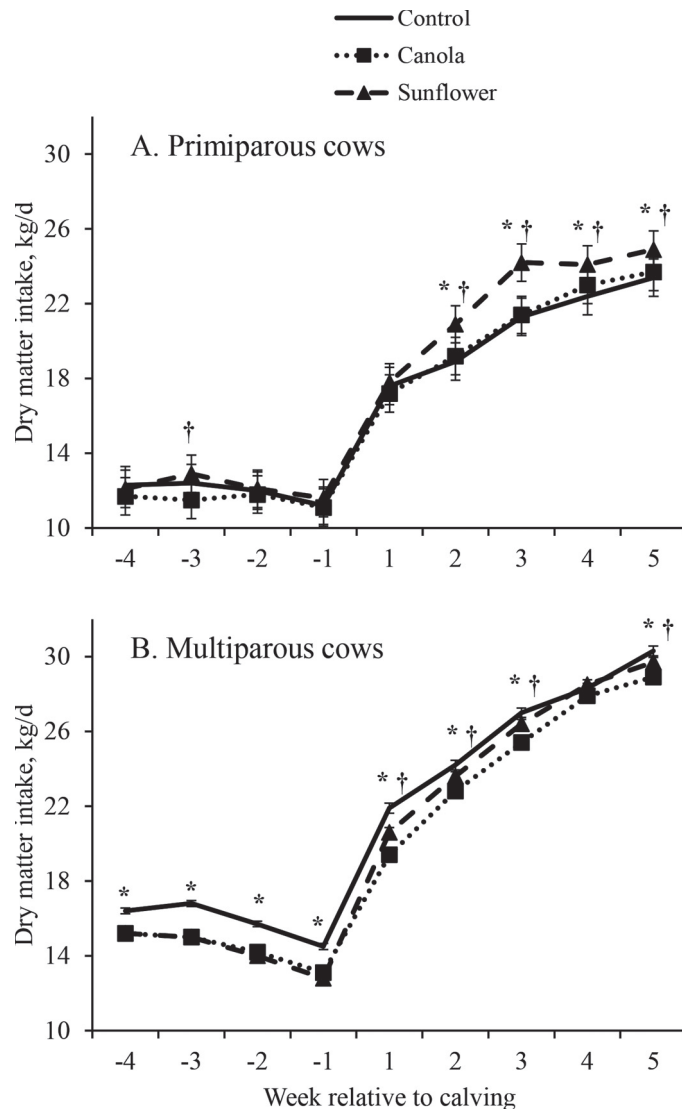 Control
Canola
Sunflower
A. Primiparous cows
Dry matter intake, kg/d
30
26
22
18
14
10
†
* †
* †
* †
* †
-4 -3 -2 -1 1 2 3 4 5
B. Multiparous cows
Dry matter intake, kg/d
30
26
22
18
14
10
*
*
*
*
* †
* †
* †
* †
-4 -3 -2 -1 1 2 3 4 5
Week relative to calving